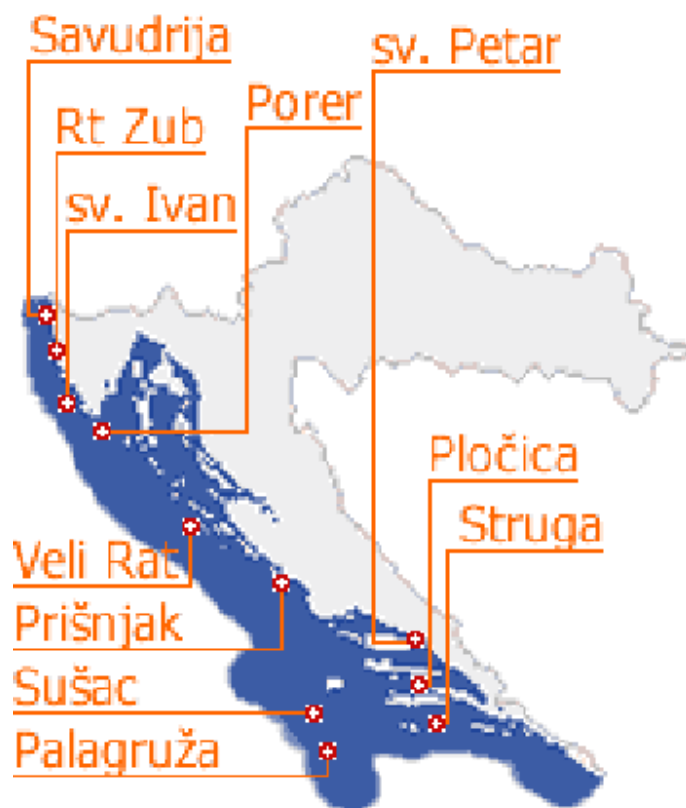 Savudrija
sv. Petar
Porer
Rt Zub
sv. Ivan
Pločica
Struga
Veli Rat
Prišnjak
Sušac
Palagruža